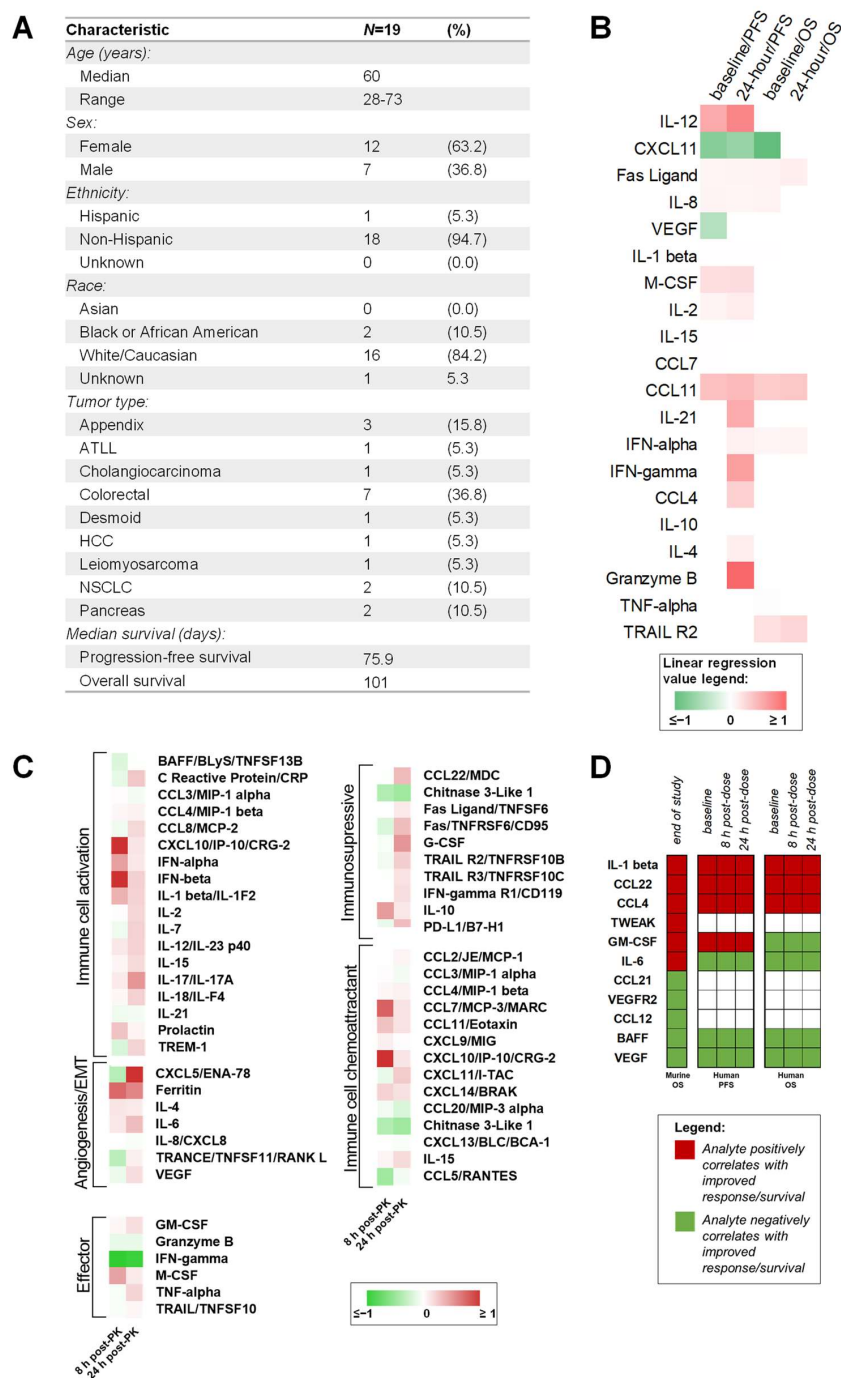 A
Characteristic N=19 (%)
Age (years):
Median 60
Range 28-73
Sex:
Female 12 (63.2)
Male 7 (36.8)
Ethnicity:
Hispanic 1 (5.3)
Non-Hispanic 18 (94.7)
Unknown 0 (0.0)
Race:
Asian 0 (0.0)
Black or African American 2 (10.5)
White/Caucasian 16 (84.2)
Unknown 1 5.3
Tumor type:
Appendix 3 (15.8)
ATLL 1 (5.3)
Cholangiocarcinoma 1 (5.3)
Colorectal 7 (36.8)
Desmoid 1 (5.3)
HCC 1 (5.3)
Leiomyosarcoma 1 (5.3)
NSCLC 2 (10.5)
Pancreas 2 (10.5)
Median survival (days):
Progression-free survival 75.9
Overall survival 101
B
baseline/PFS
24-hour/PFS
baseline/OS
24-hour/OS
IL-12
CXCL11
Fas Ligand
IL-8
VEGF
IL-1 beta
M-CSF
IL-2
IL-15
CCL7
CCL11
IL-21
IFN-alpha
IFN-gamma
CCL4
IL-10
IL-4
Granzyme B
TNF-alpha
TRAIL R2
Linear regression
value legend:
≤−1 0 ≥ 1
C
Immune cell activation
BAFF/BLyS/TNFSF13B
C Reactive Protein/CRP
CCL3/MIP-1 alpha
CCL4/MIP-1 beta
CCL8/MCP-2
CXCL10/IP-10/CRG-2
IFN-alpha
IFN-beta
IL-1 beta/IL-1F2
IL-2
IL-7
IL-12/IL-23 p40
IL-15
IL-17/IL-17A
IL-18/IL-F4
IL-21
Prolactin
TREM-1
Angiogenesis/EMT
CXCL5/ENA-78
Ferritin
IL-4
IL-6
IL-8/CXCL8
TRANCE/TNFSF11/RANK L
VEGF
Effector
GM-CSF
Granzyme B
IFN-gamma
M-CSF
TNF-alpha
TRAIL/TNFSF10
8 h post-PK
24 h post-PK
Immunosupressive
CCL22/MDC
Chitnase 3-Like 1
Fas Ligand/TNFSF6
Fas/TNFRSF6/CD95
G-CSF
TRAIL R2/TNFRSF10B
TRAIL R3/TNFRSF10C
IFN-gamma R1/CD119
IL-10
PD-L1/B7-H1
Immune cell chemoattractant
CCL2/JE/MCP-1
CCL3/MIP-1 alpha
CCL4/MIP-1 beta
CCL7/MCP-3/MARC
CCL11/Eotaxin
CXCL9/MIG
CXCL10/IP-10/CRG-2
CXCL11/I-TAC
CXCL14/BRAK
CCL20/MIP-3 alpha
Chitnase 3-Like 1
CXCL13/BLC/BCA-1
IL-15
CCL5/RANTES
8 h post-PK
24 h post-PK
≤−1 0 ≥ 1
D
end of study
baseline
8 h post-dose
24 h post-dose
baseline
8 h post-dose
24 h post-dose
IL-1 beta
CCL22
CCL4
TWEAK
GM-CSF
IL-6
CCL21
VEGFR2
CCL12
BAFF
VEGF
Murine OS
Human PFS
Human OS
Legend:
Analyte positively
correlates with
improved
response/survival
Analyte negatively
correlates with
improved
response/survival